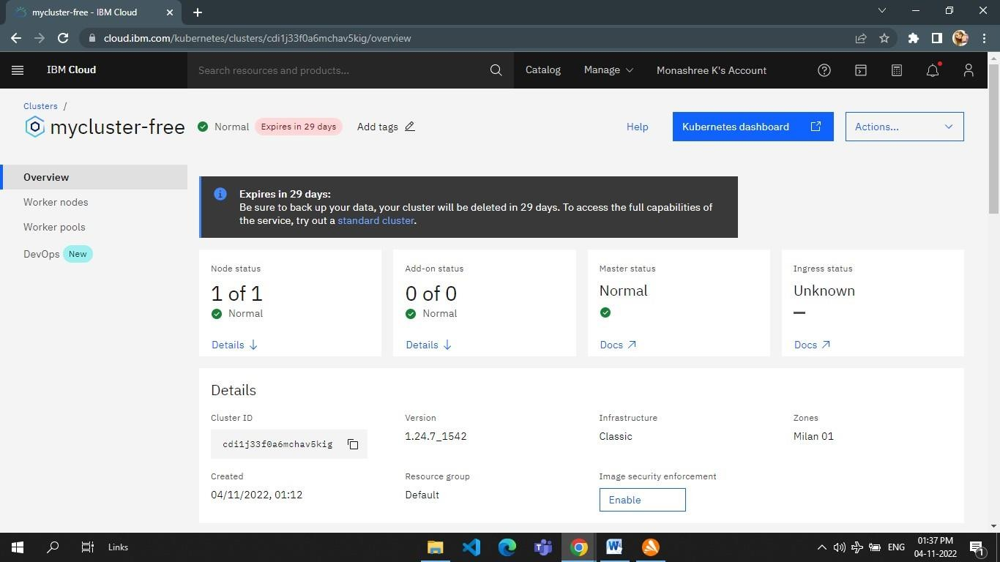 mycluster-free - IBM Cloud
cloud.ibm.com/kubernetes/clusters/cdi1j33f0a6mchav5kig/overview
IBM Cloud
Search resources and products...
Catalog
Manage
Monashree K's Account
Clusters /
mycluster-free
Normal
Expires in 29 days
Add tags
Help
Kubernetes dashboard
Actions...
Overview
Worker nodes
Worker pools
DevOps New
Expires in 29 days:
Be sure to back up your data, your cluster will be deleted in 29 days. To access the full capabilities of
the service, try out a standard cluster.
Node status
1 of 1
Normal
Details
Add-on status
0 of 0
Normal
Details
Master status
Normal
Docs
Ingress status
Unknown
Docs
Details
Cluster ID
cdi1j33f0a6mchav5kig
Version
1.24.7_1542
Infrastructure
Classic
Zones
Milan 01
Created
04/11/2022, 01:12
Resource group
Default
Image security enforcement
Enable
Links
ENG
01:37 PM
04-11-2022
1